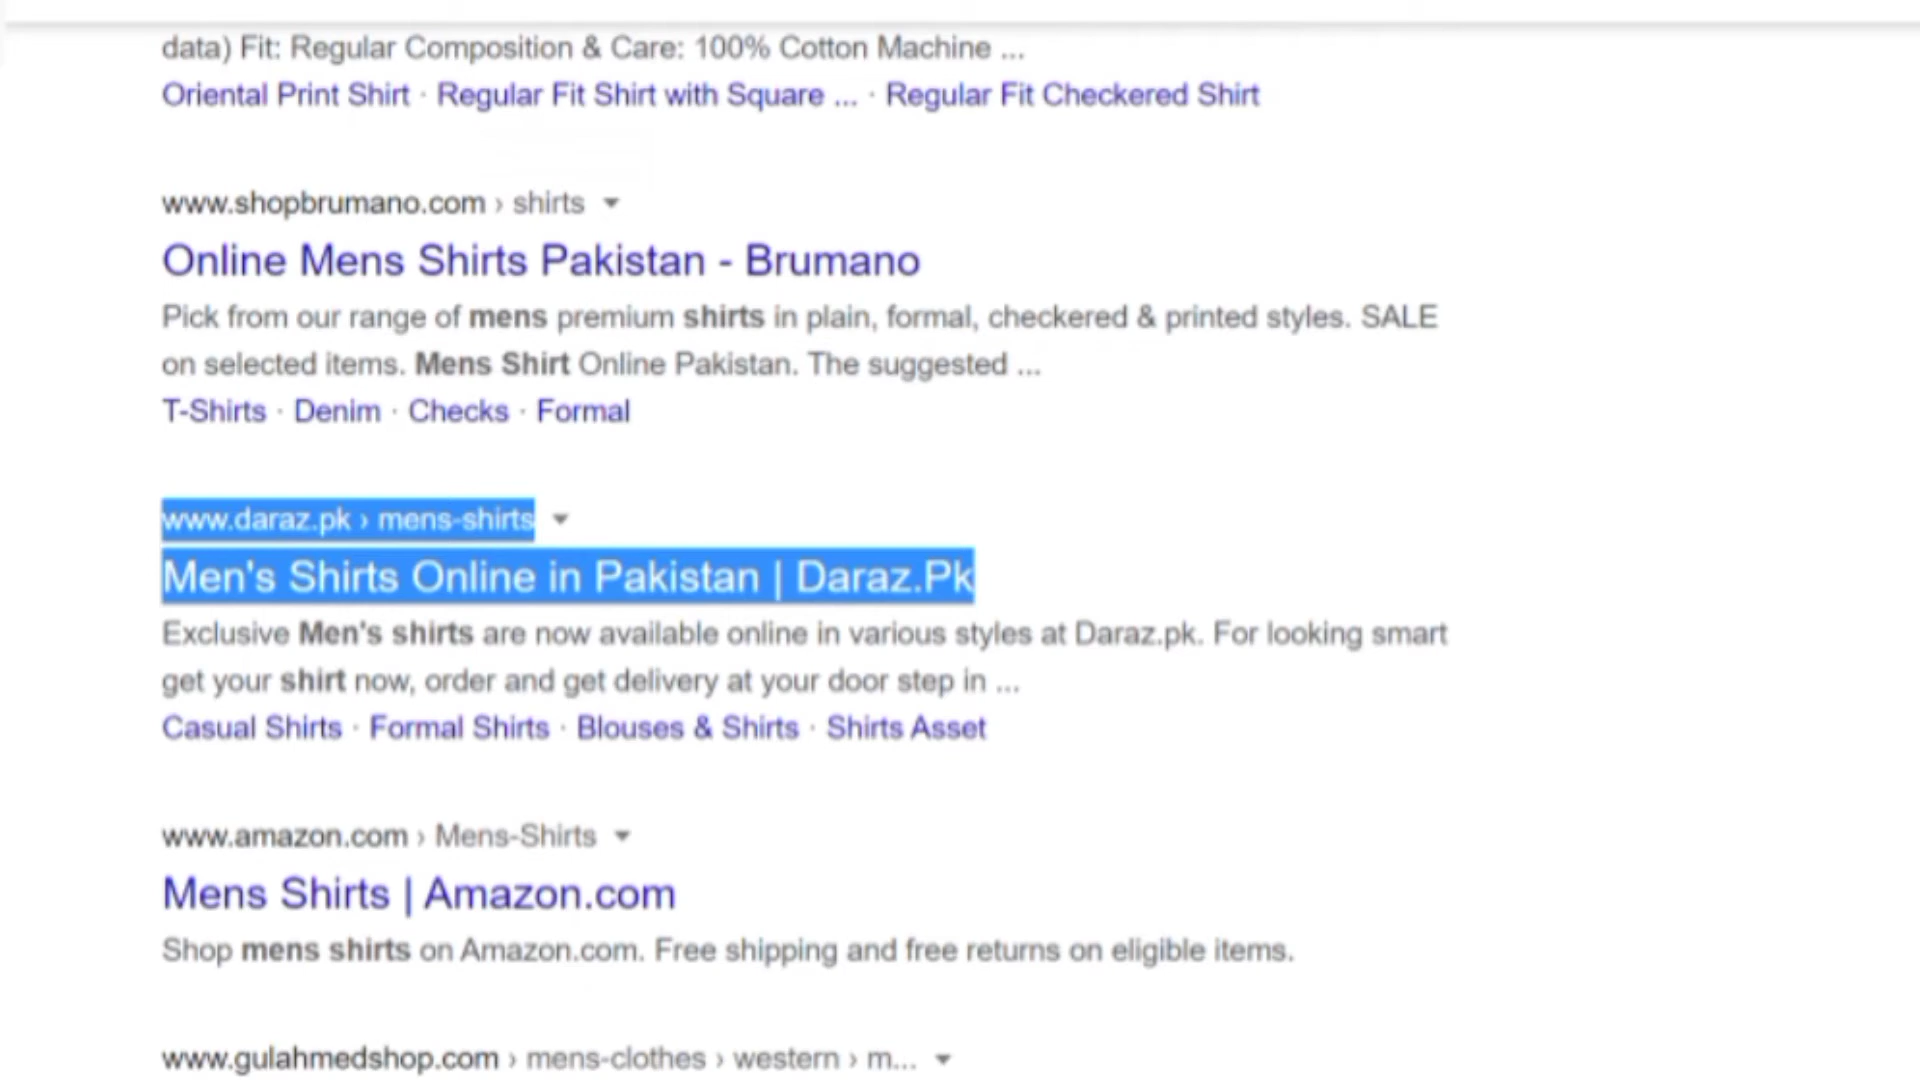 data) Fit: Regular Composition & Care: 100% Cotton Machine ...
Oriental Print Shirt · Regular Fit Shirt with Square ... · Regular Fit Checkered Shirt
www.shopbrumano.com › shirts
Online Mens Shirts Pakistan - Brumano
Pick from our range of mens premium shirts in plain, formal, checkered & printed styles. SALE
on selected items. Mens Shirt Online Pakistan. The suggested ...
T-Shirts · Denim · Checks · Formal
www.daraz.pk › mens-shirts
Men's Shirts Online in Pakistan | Daraz.Pk
Exclusive Men's shirts are now available online in various styles at Daraz.pk. For looking smart
get your shirt now, order and get delivery at your door step in ...
Casual Shirts · Formal Shirts · Blouses & Shirts · Shirts Asset
www.amazon.com › Mens-Shirts
Mens Shirts | Amazon.com
Shop mens shirts on Amazon.com. Free shipping and free returns on eligible items.
www.gulahmedshop.com › mens-clothes › western › m...